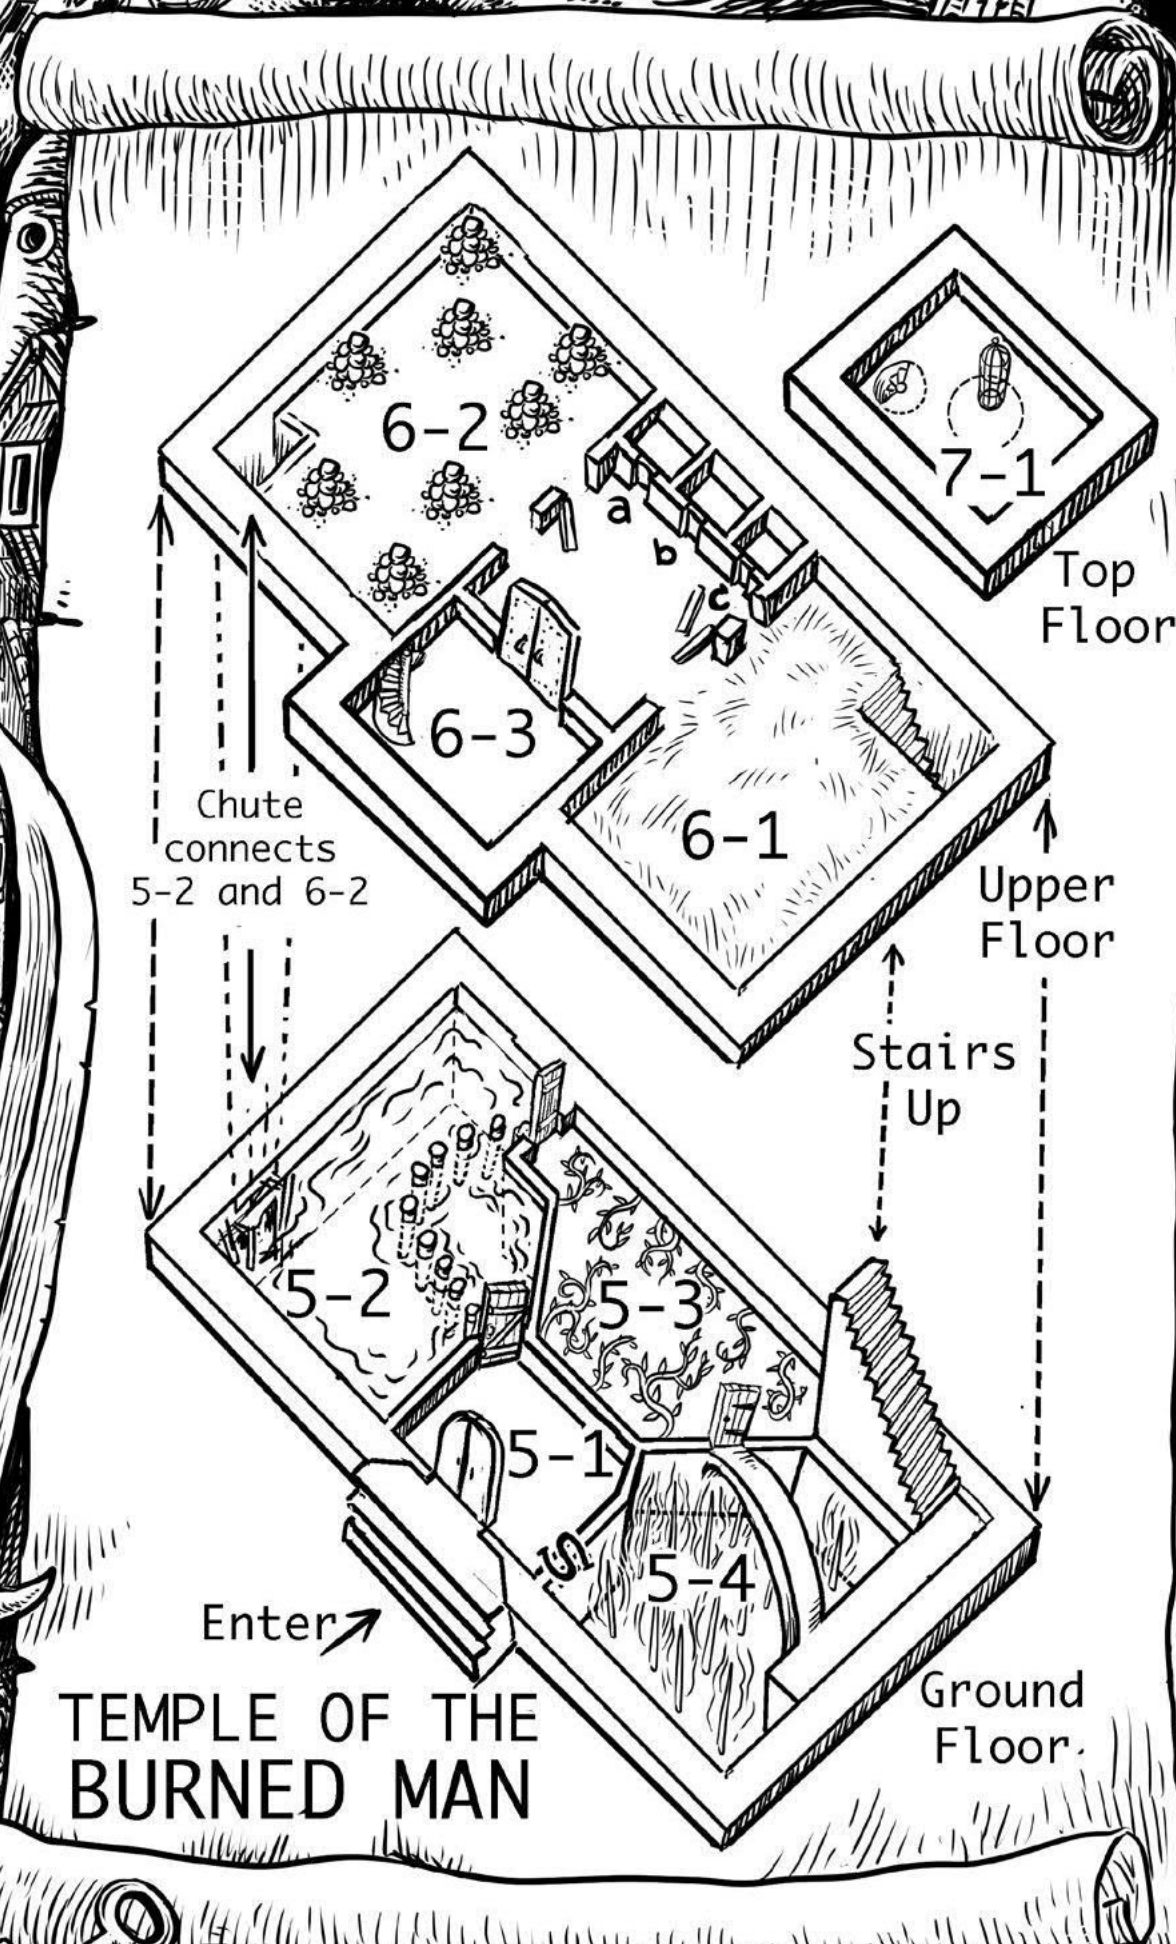 6-2
a
b
c
7-1
Top
Floor
6-3
6-1
Chute
connects
5-2 and 6-2
Upper
Floor
Stairs
Up
5-2
5-3
5-1
S
5-4
Enter
Ground
Floor
TEMPLE OF THE
BURNED MAN